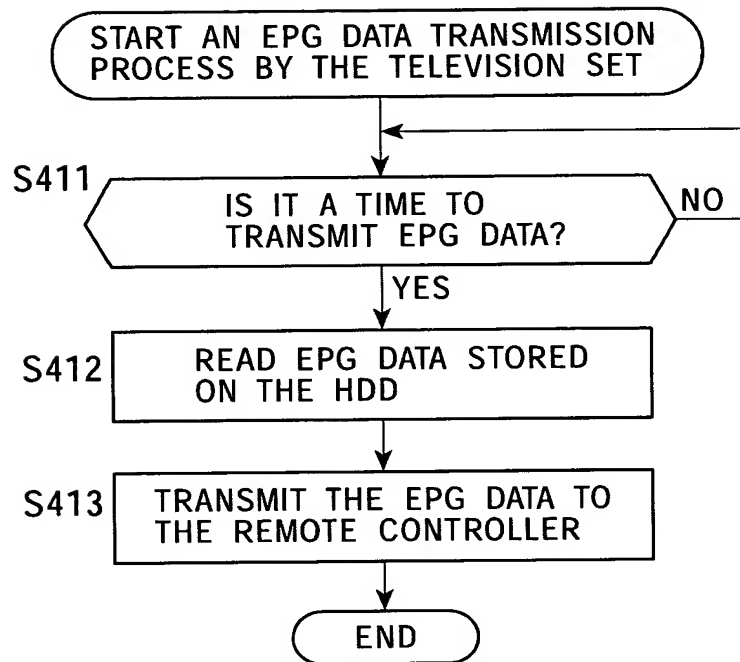 START AN EPG DATA TRANSMISSION
PROCESS BY THE TELEVISION SET
S411
IS IT A TIME TO
TRANSMIT EPG DATA?
NO
YES
S412
READ EPG DATA STORED
ON THE HDD
S413
TRANSMIT THE EPG DATA TO
THE REMOTE CONTROLLER
END